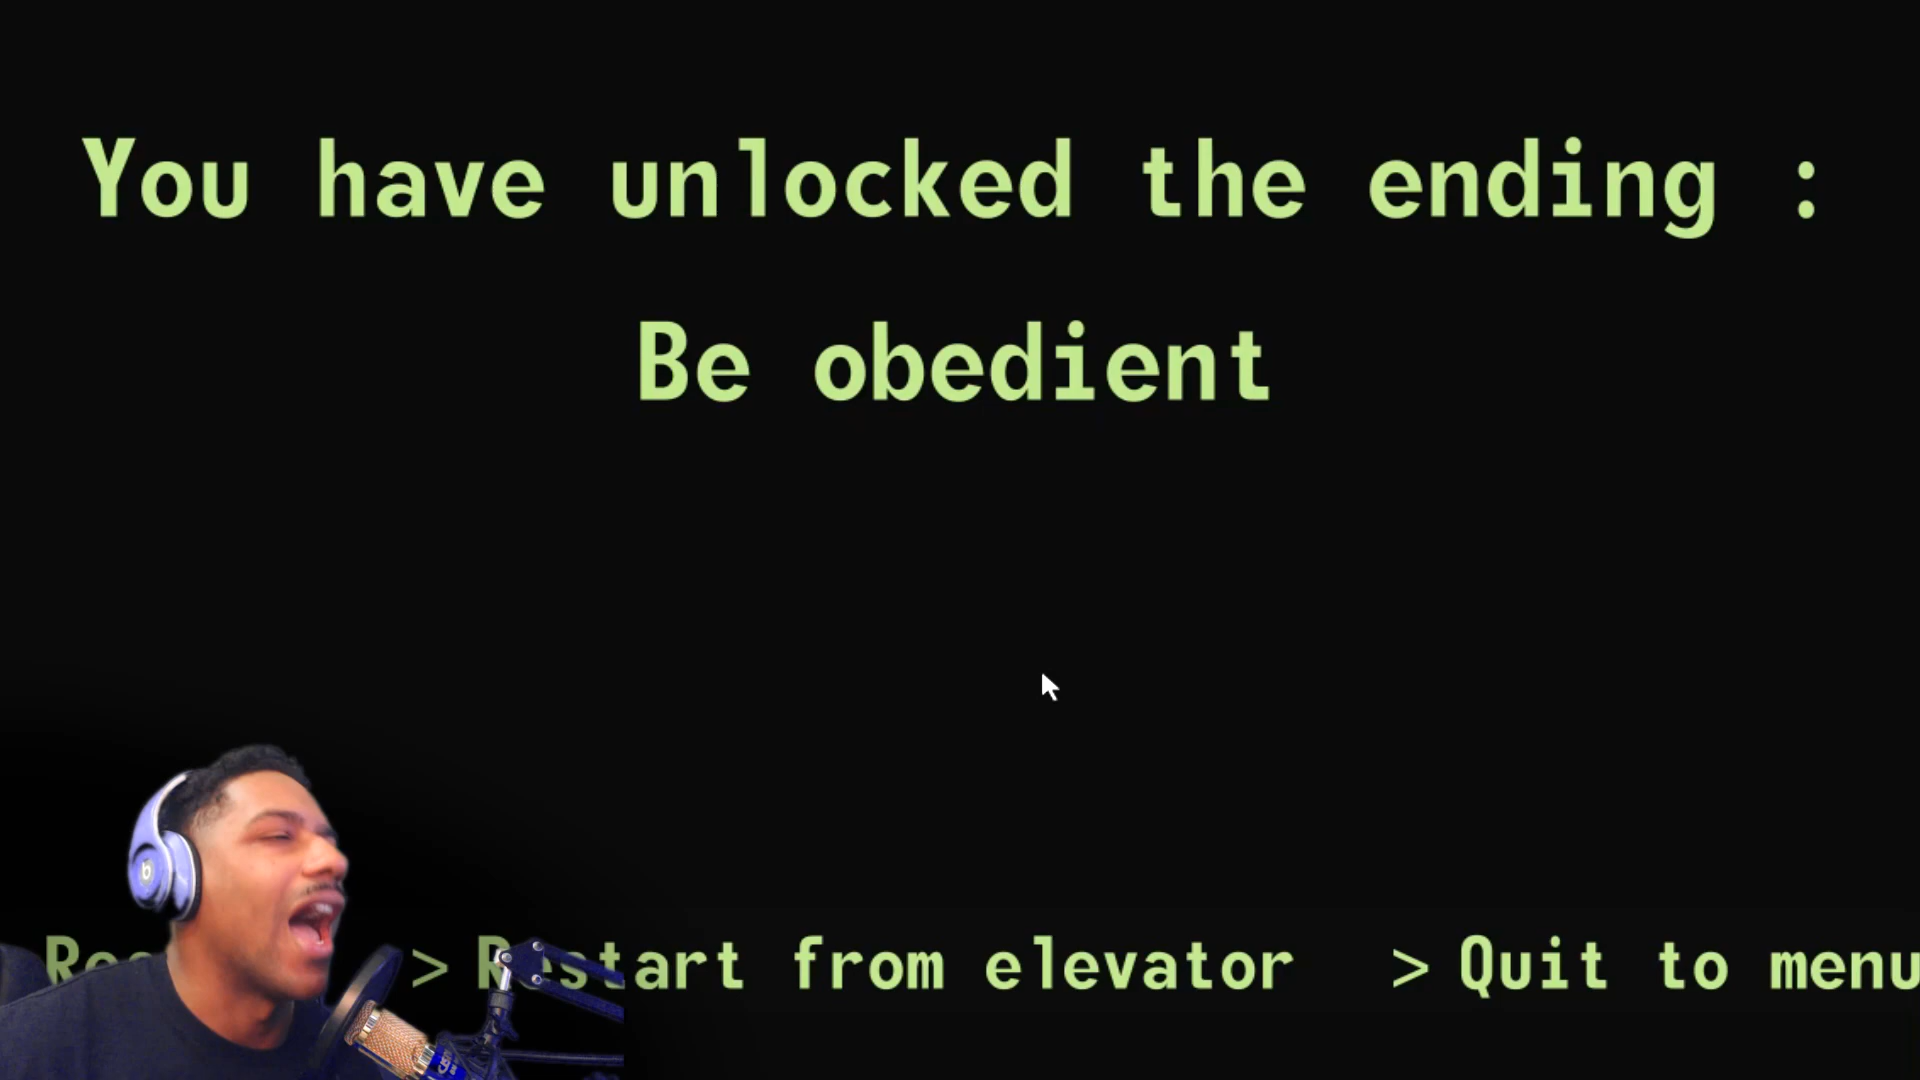 You have unlocked the ending :
Be obedient
> Restart from elevator > Quit to menu